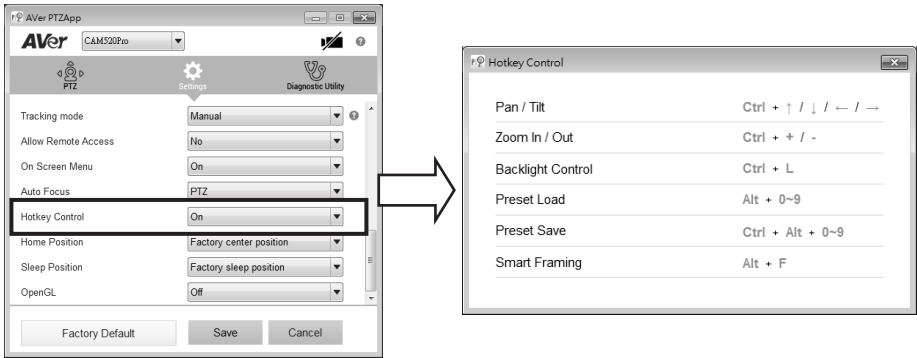 AVer PTZApp
AVer CAM520Pro
PTZ Settings Diagnostic Utility
Tracking mode Manual
Allow Remote Access No
On Screen Menu On
Auto Focus PTZ
Hotkey Control On
Home Position Factory center position
Sleep Position Factory sleep position
OpenGL Off
Factory Default Save Cancel
Hotkey Control
Pan / Tilt Ctrl + ↑ / ↓ / ← / →
Zoom In / Out Ctrl + + / -
Backlight Control Ctrl + L
Preset Load Alt + 0~9
Preset Save Ctrl + Alt + 0~9
Smart Framing Alt + F